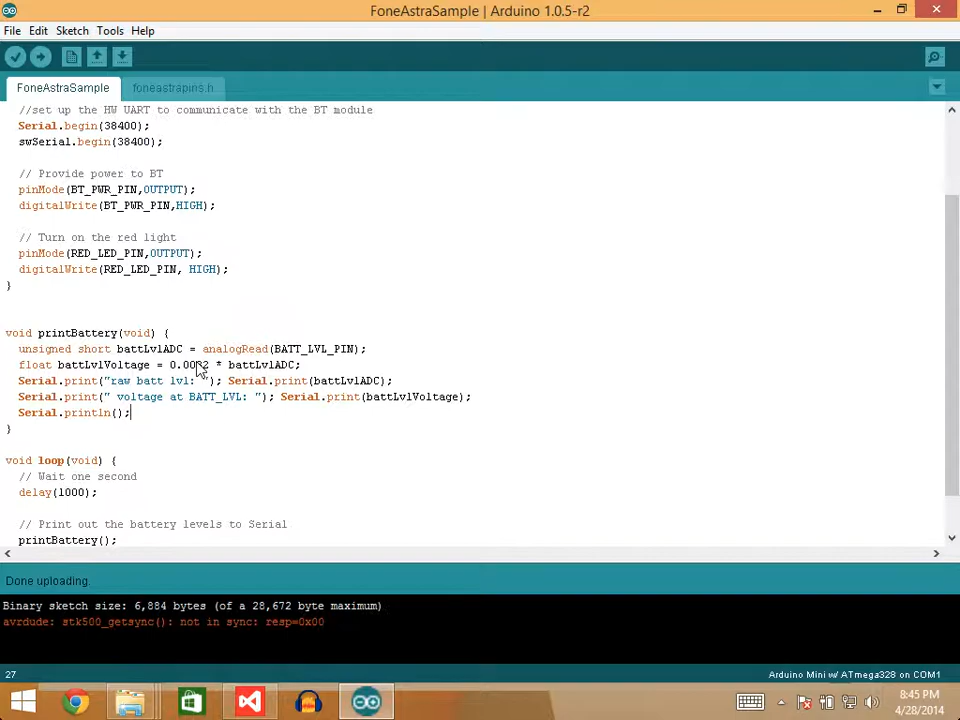 FoneAstraSample | Arduino 1.0.5-r2
File Edit Sketch Tools Help
FoneAstraSample foneastrapins.h
//set up the HW UART to communicate with the BT module
Serial.begin(38400);
swSerial.begin(38400);
// Provide power to BT
pinMode(BT_PWR_PIN,OUTPUT);
digitalWrite(BT_PWR_PIN,HIGH);
// Turn on the red light
pinMode(RED_LED_PIN,OUTPUT);
digitalWrite(RED_LED_PIN, HIGH);
}
void printBattery(void) {
unsigned short battLvlADC = analogRead(BATT_LVL_PIN);
float battLvlVoltage = 0.0032 * battLvlADC;
Serial.print("raw batt lvl: "); Serial.print(battLvlADC);
Serial.print(" voltage at BATT_LVL: "); Serial.print(battLvlVoltage);
Serial.println();
}
void loop(void) {
// Wait one second
delay(1000);
// Print out the battery levels to Serial
printBattery();
Done uploading.
Binary sketch size: 6,884 bytes (of a 28,672 byte maximum)
avrdude: stk500_getsync(): not in sync: resp=0x00
27 Arduino Mini w/ ATmega328 on COM1
8:45 PM
4/28/2014